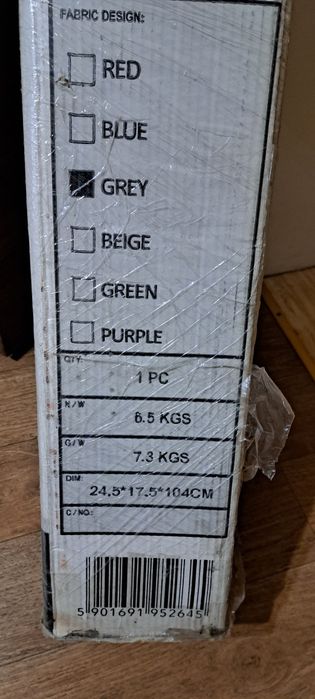 FABRIC DESIGN:
RED
BLUE
GREY
BEIGE
GREEN
PURPLE
QTY:
1 PC
N/W
6.5 KGS
G/W
7.3 KGS
DIM:
24,5*17,5*104CM
C/NO.:
5 901691 952645